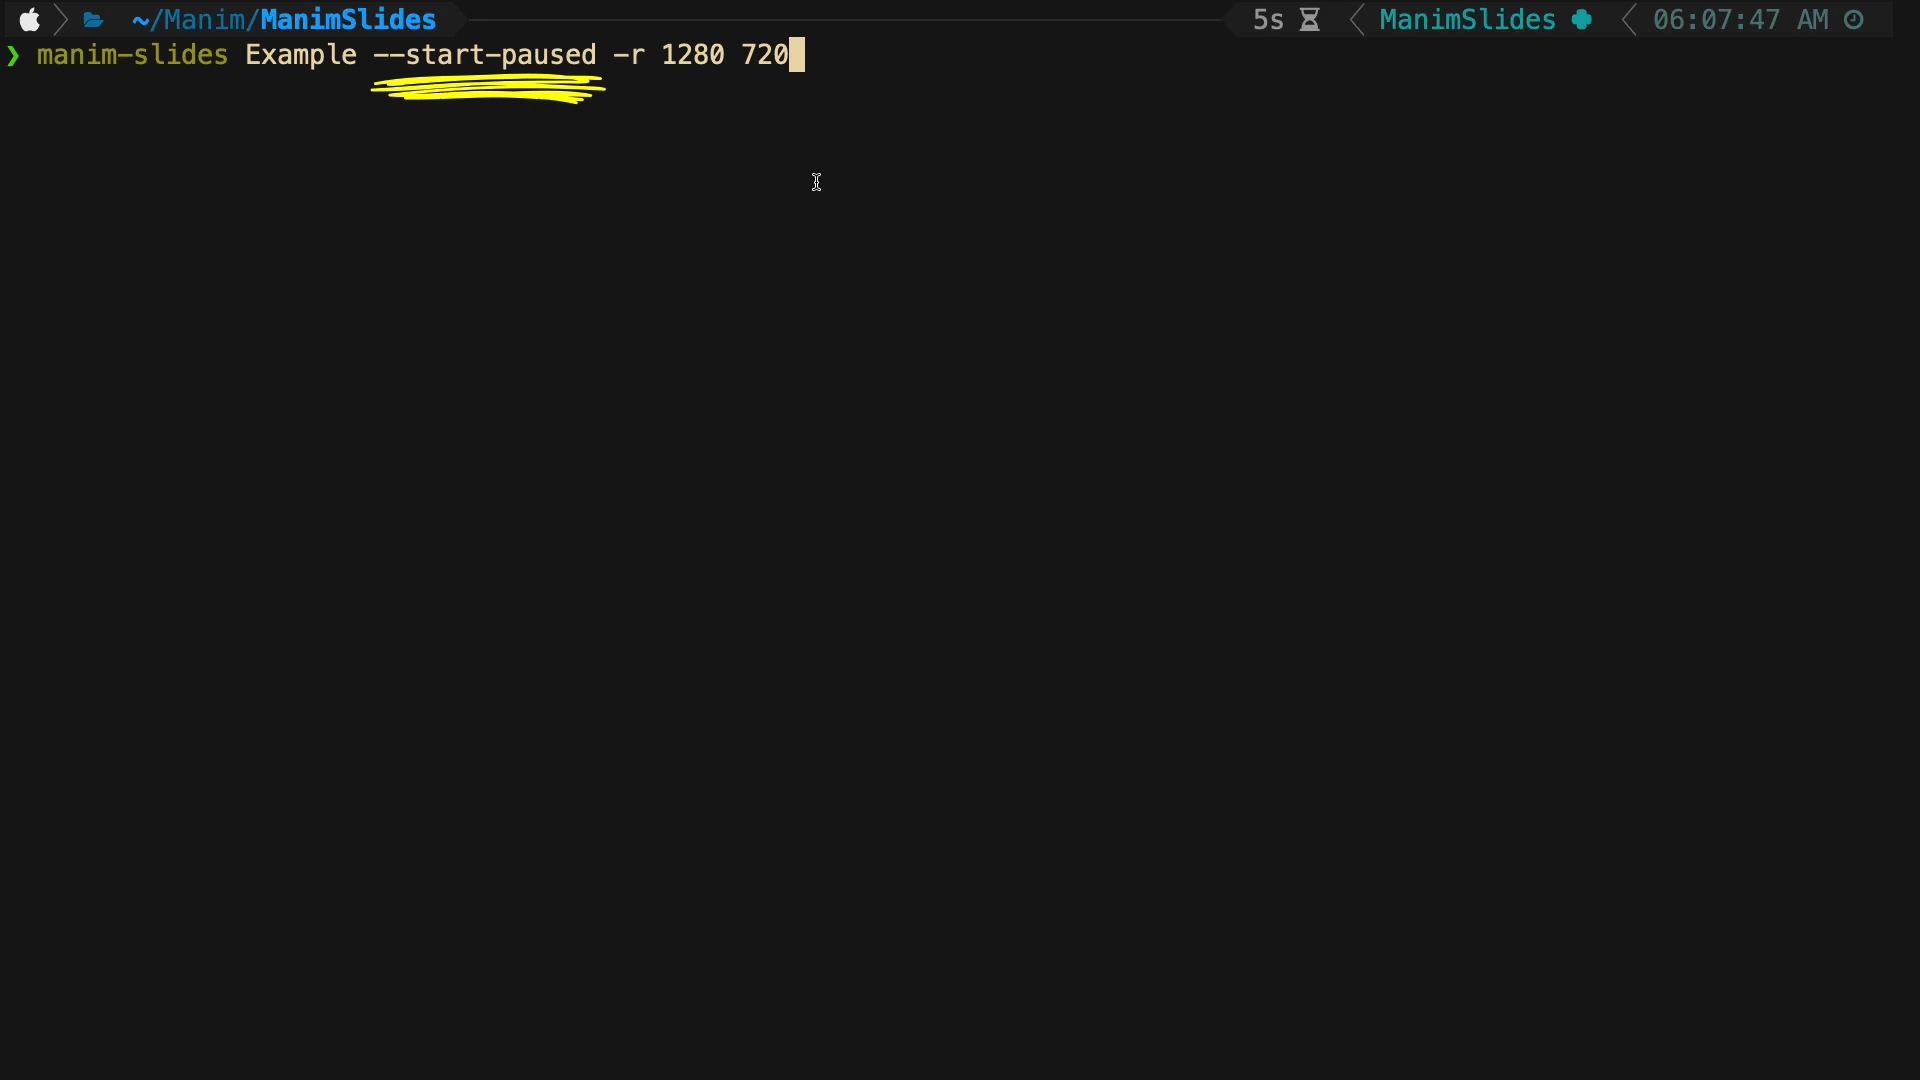 ~/Manim/ManimSlides 5s ManimSlides 06:07:47 AM
❯ manim-slides Example --start-paused -r 1280 720